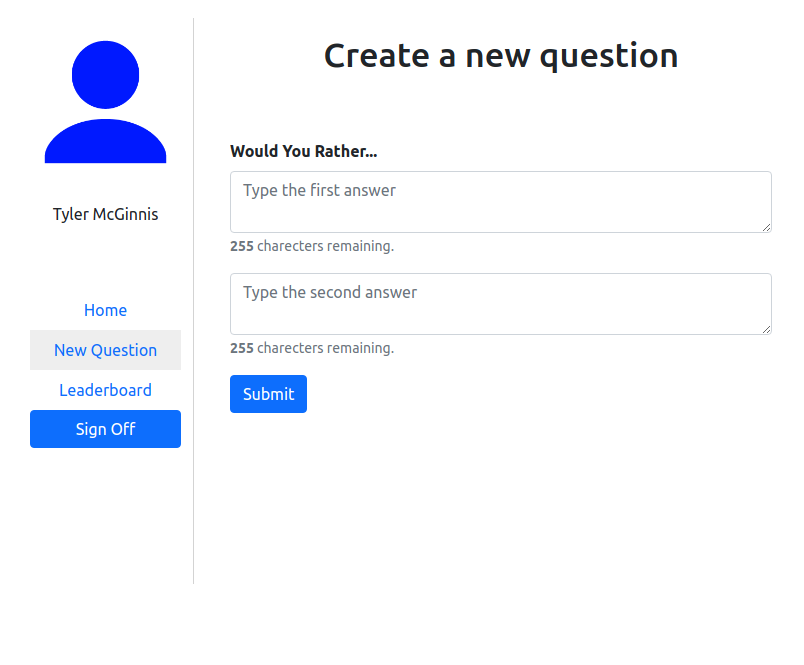 Tyler McGinnis
Home
New Question
Leaderboard
Sign Off
Create a new question
Would You Rather...
Type the first answer
255 charecters remaining.
Type the second answer
255 charecters remaining.
Submit